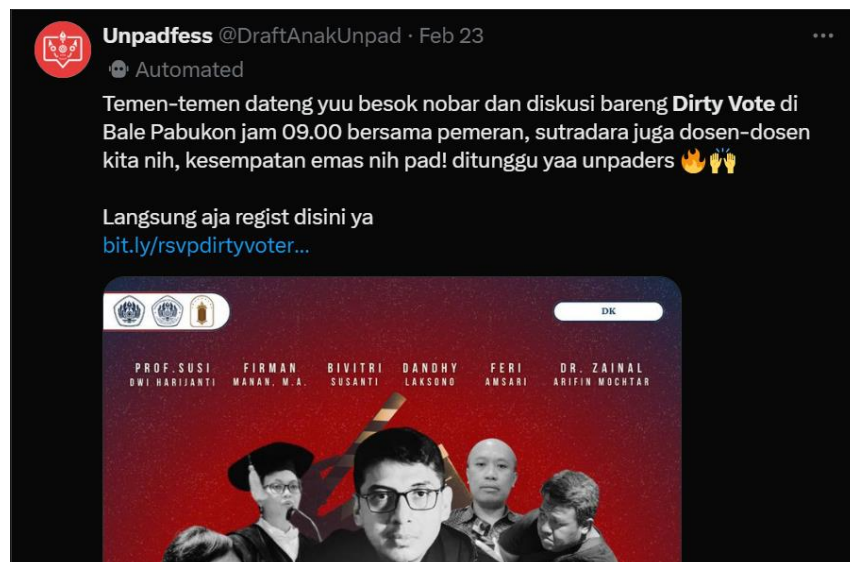 Unpadfess @DraftAnakUnpad · Feb 23
Automated
Temen-temen dateng yuu besok nobar dan diskusi bareng Dirty Vote di
Bale Pabukon jam 09.00 bersama pemeran, sutradara juga dosen-dosen
kita nih, kesempatan emas nih pad! ditunggu yaa unpaders 🔥🙌
Langsung aja regist disini ya
bit.ly/rsvpdirtyvoter...
DK
PROF.SUSI FIRMAN BIVITRI DANDHY FERI DR. ZAINAL
DWI HARIJANTI MANAN, M.A. SUSANTI LAKSONO AMSARI ARIFIN MOCHTAR